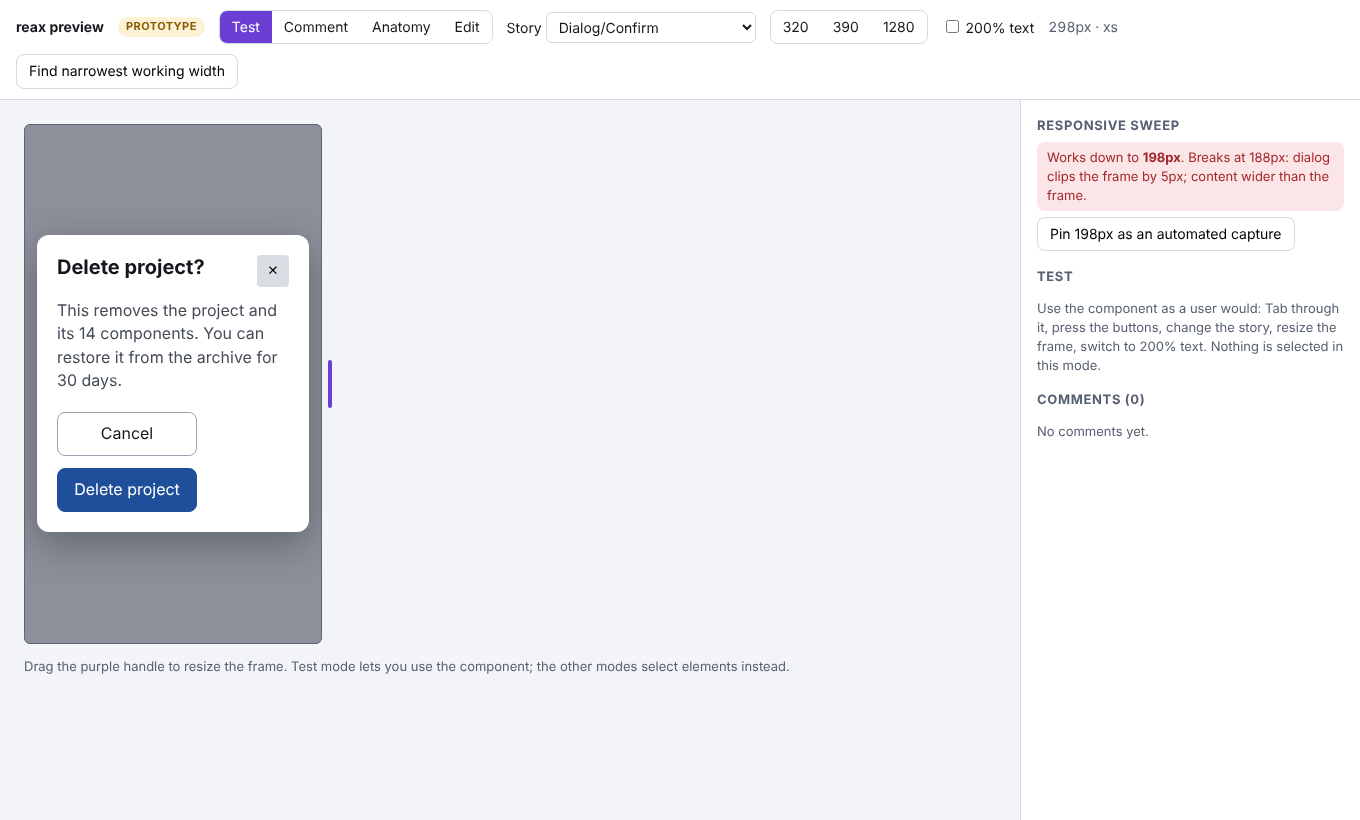 reax preview PROTOTYPE Test Comment Anatomy Edit Story Dialog/Confirm 320 390 1280 200% text 298px · xs
Find narrowest working width
Delete project? ×
This removes the project and
its 14 components. You can
restore it from the archive for
30 days.
Cancel
Delete project
Drag the purple handle to resize the frame. Test mode lets you use the component; the other modes select elements instead.
RESPONSIVE SWEEP
Works down to 198px. Breaks at 188px: dialog
clips the frame by 5px; content wider than the
frame.
Pin 198px as an automated capture
TEST
Use the component as a user would: Tab through
it, press the buttons, change the story, resize the
frame, switch to 200% text. Nothing is selected in
this mode.
COMMENTS (0)
No comments yet.